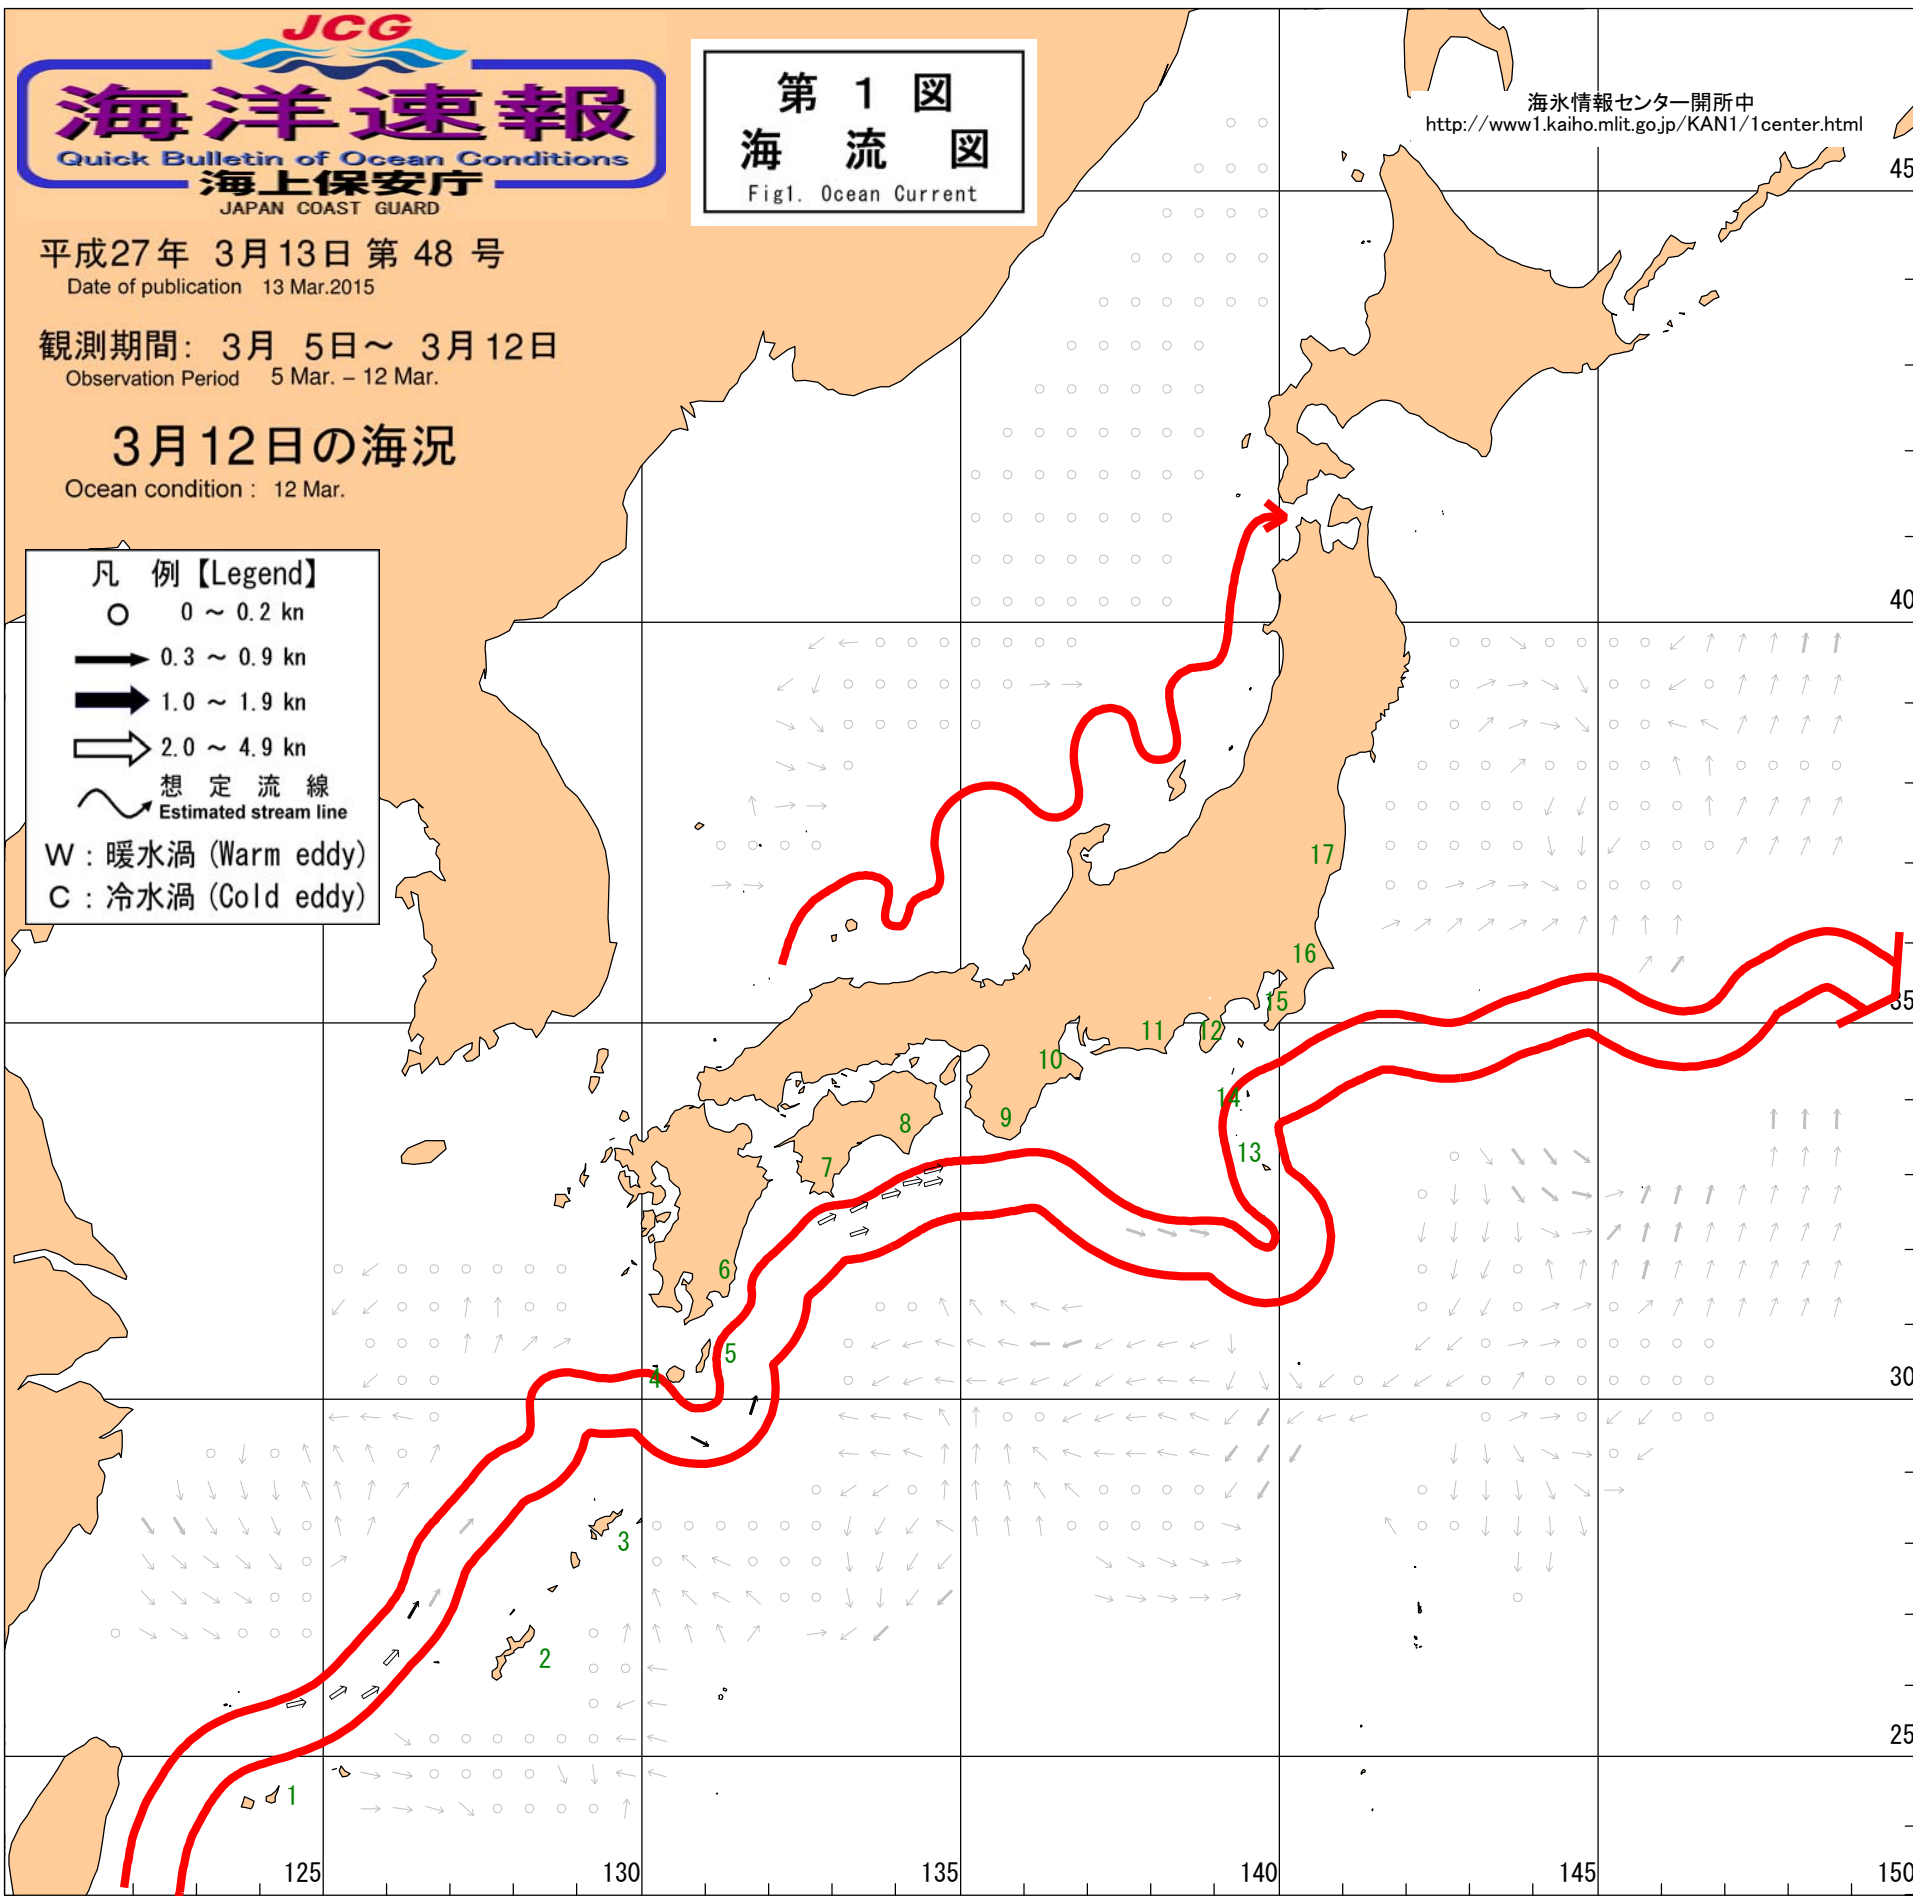 JCG
海洋速報
Quick Bulletin of Ocean Conditions
海上保安庁
JAPAN COAST GUARD
第 1 図
海 流 図
Fig1. Ocean Current
海氷情報センター開所中
http://www1.kaiho.mlit.go.jp/KAN1/1center.html
平成27年 3月13日 第 48 号
Date of publication 13 Mar.2015
観測期間: 3月 5日～ 3月12日
Observation Period 5 Mar. – 12 Mar.
3月12日の海況
Ocean condition : 12 Mar.
凡 例【Legend】
0 ～ 0.2 kn
0.3 ～ 0.9 kn
1.0 ～ 1.9 kn
2.0 ～ 4.9 kn
想 定 流 線
Estimated stream line
W : 暖水渦 (Warm eddy)
C : 冷水渦 (Cold eddy)
45
40
17
16
15
35
11
12
10
14
9
8
13
7
6
5
4
30
3
2
25
1
125
130
135
140
145
150